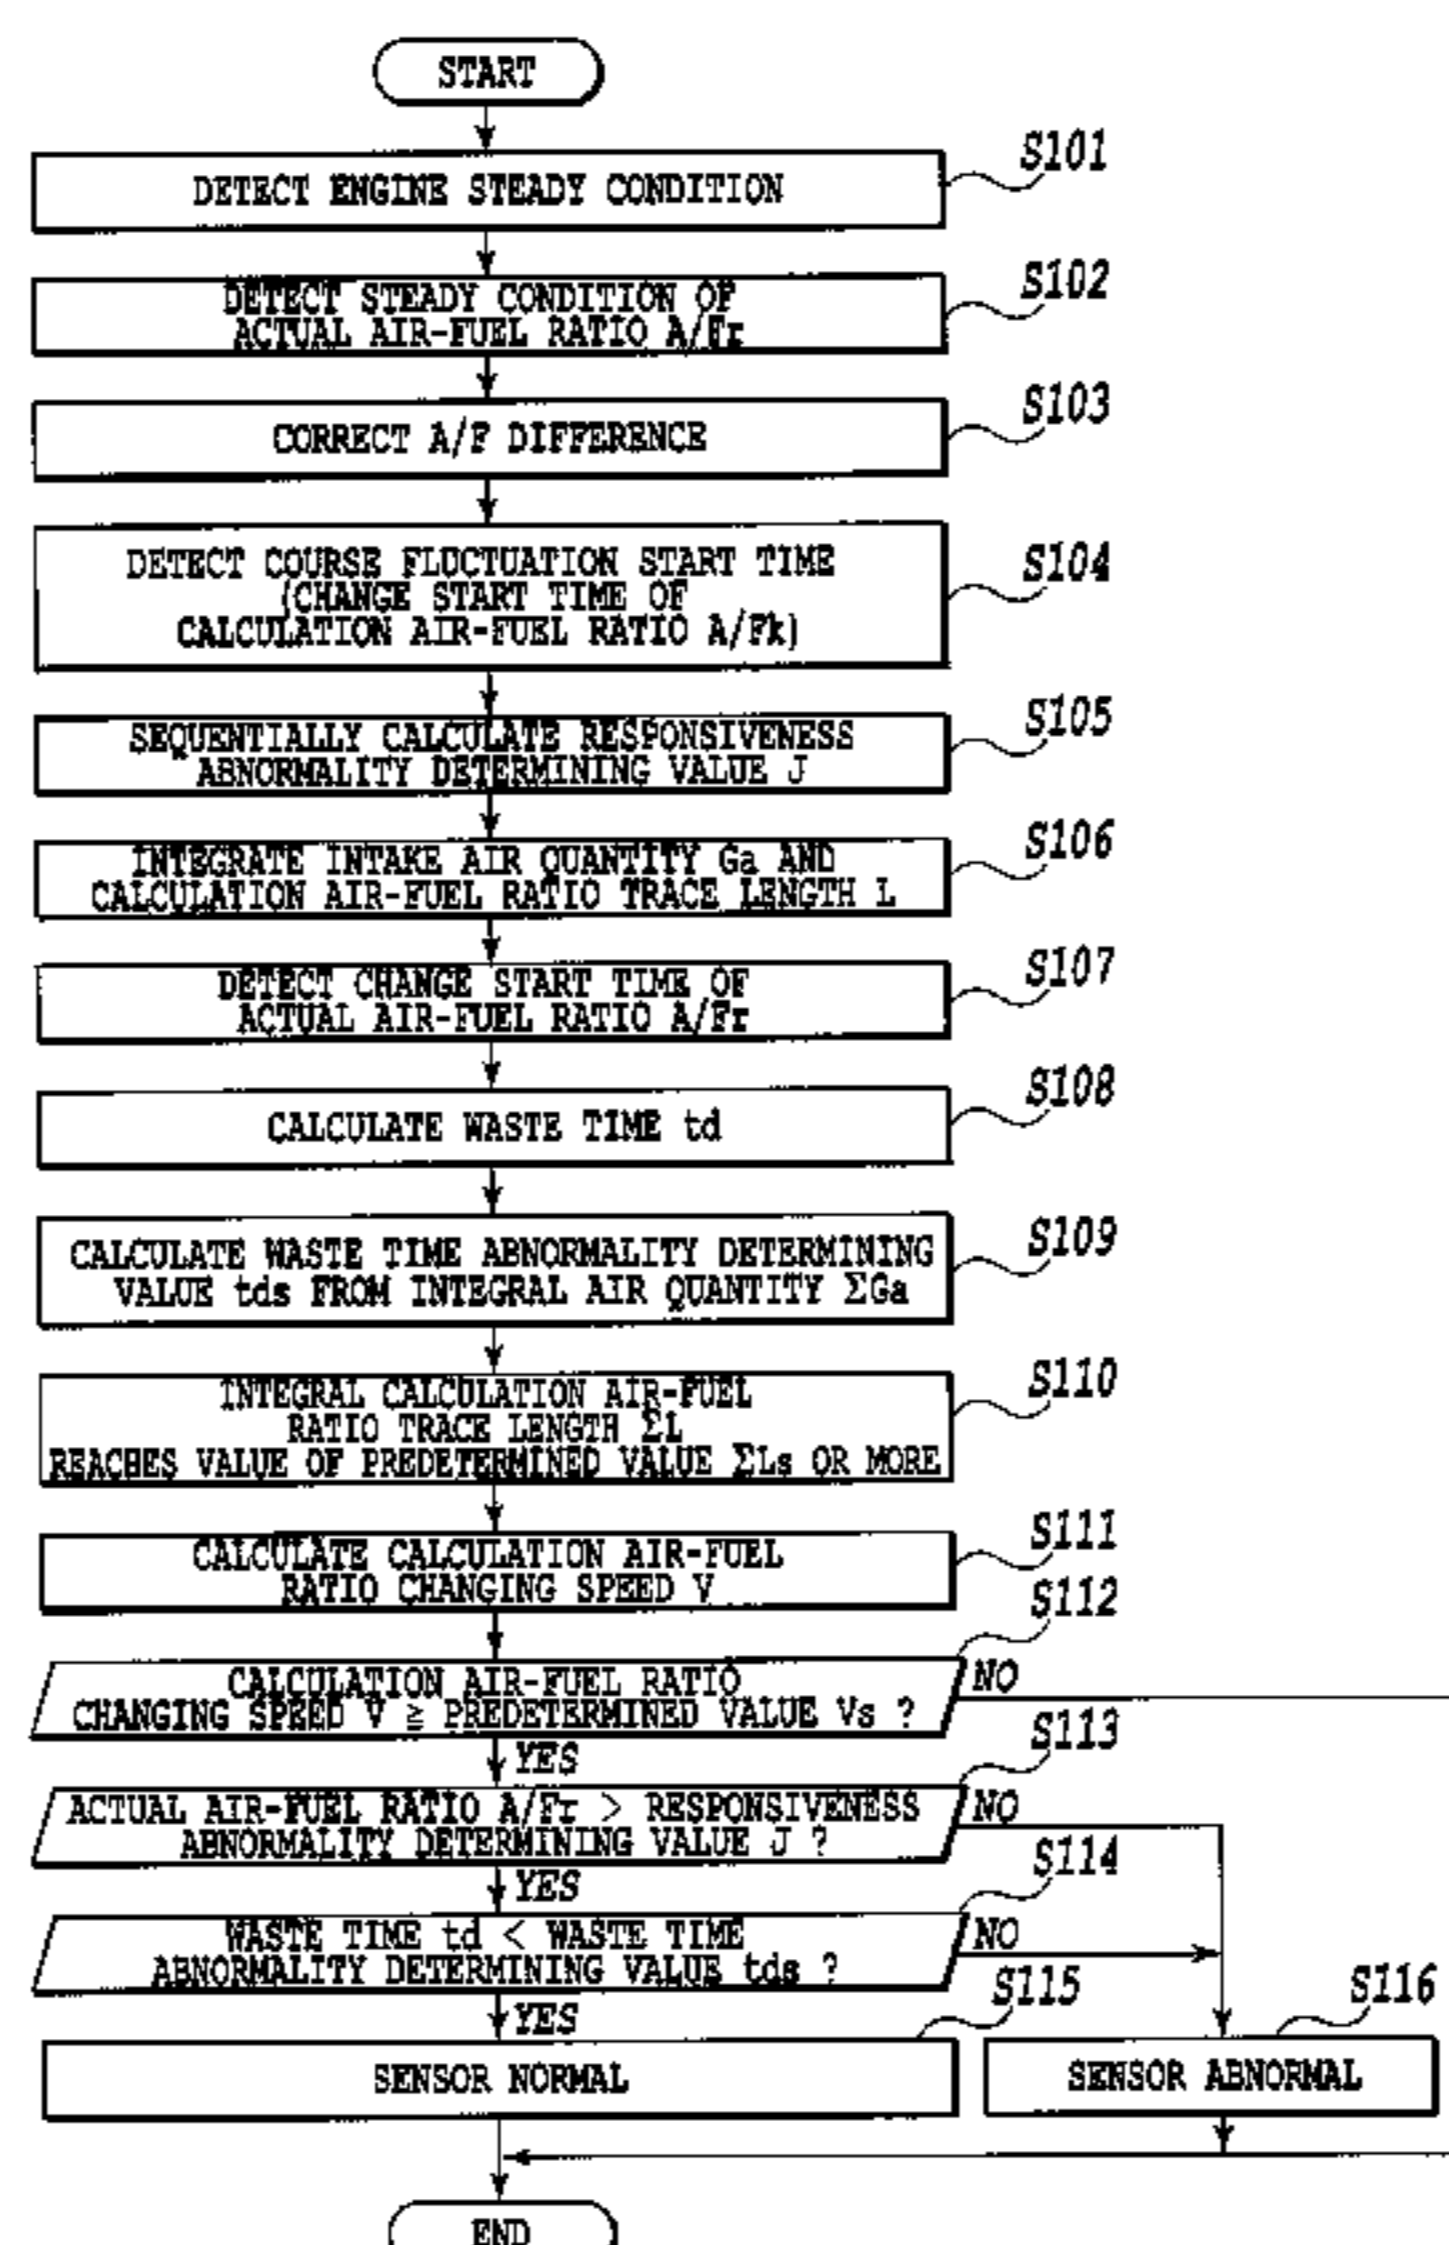 START
S101
DETECT ENGINE STEADY CONDITION
S102
DETECT STEADY CONDITION OF
ACTUAL AIR-FUEL RATIO A/Fr
S103
CORRECT A/F DIFFERENCE
S104
DETECT COURSE FLUCTUATION START TIME
(CHANGE START TIME OF
CALCULATION AIR-FUEL RATIO A/Fk)
S105
SEQUENTIALLY CALCULATE RESPONSIVENESS
ABNORMALITY DETERMINING VALUE J
S106
INTEGRATE INTAKE AIR QUANTITY Ga AND
CALCULATION AIR-FUEL RATIO TRACE LENGTH L
S107
DETECT CHANGE START TIME OF
ACTUAL AIR-FUEL RATIO A/Fr
S108
CALCULATE WASTE TIME td
S109
CALCULATE WASTE TIME ABNORMALITY DETERMINING
VALUE tds FROM INTEGRAL AIR QUANTITY ΣGa
S110
INTEGRAL CALCULATION AIR-FUEL
RATIO TRACE LENGTH ΣL
REACHES VALUE OF PREDETERMINED VALUE ΣLs OR MORE
S111
CALCULATE CALCULATION AIR-FUEL
RATIO CHANGING SPEED V
S112
CALCULATION AIR-FUEL RATIO
CHANGING SPEED V ≧ PREDETERMINED VALUE Vs ?
NO
YES
S113
ACTUAL AIR-FUEL RATIO A/Fr > RESPONSIVENESS
ABNORMALITY DETERMINING VALUE J ?
NO
YES
S114
WASTE TIME td < WASTE TIME
ABNORMALITY DETERMINING VALUE tds ?
NO
YES
S115
SENSOR NORMAL
S116
SENSOR ABNORMAL
END